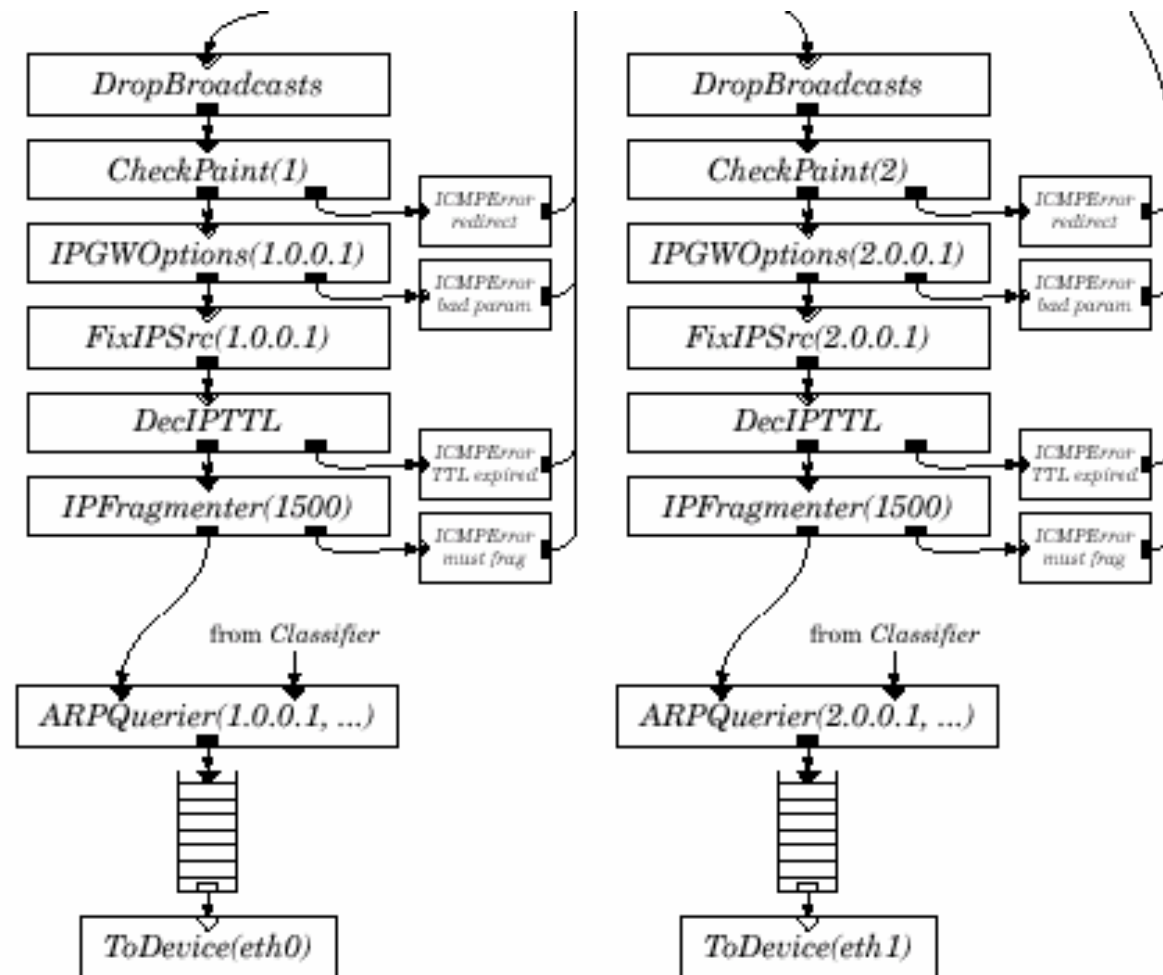 DropBroadcasts
CheckPaint(1)
ICMPError
redirect
IPGWOptions(1.0.0.1)
ICMPError
bad param
FixIPSrc(1.0.0.1)
DecIPTTL
ICMPError
TTL expired
IPFragmenter(1500)
ICMPError
must frag
from Classifier
ARPQuerier(1.0.0.1, ...)
ToDevice(eth0)
DropBroadcasts
CheckPaint(2)
ICMPError
redirect
IPGWOptions(2.0.0.1)
ICMPError
bad param
FixIPSrc(2.0.0.1)
DecIPTTL
ICMPError
TTL expired
IPFragmenter(1500)
ICMPError
must frag
from Classifier
ARPQuerier(2.0.0.1, ...)
ToDevice(eth1)